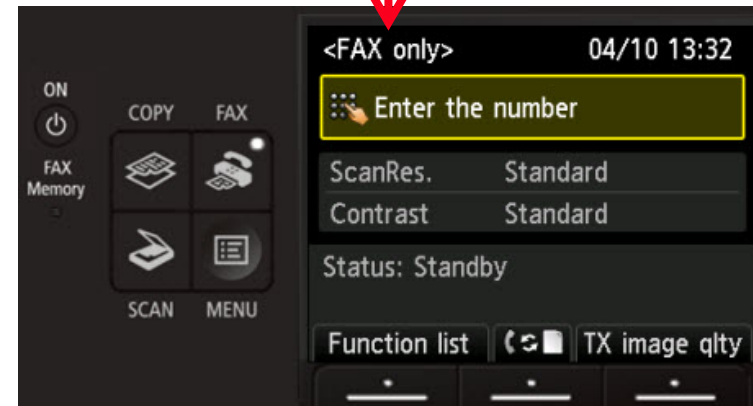 ON
FAX
Memory
COPY FAX
SCAN MENU
<FAX only> 04/10 13:32
Enter the number
ScanRes. Standard
Contrast Standard
Status: Standby
Function list TX image qlty